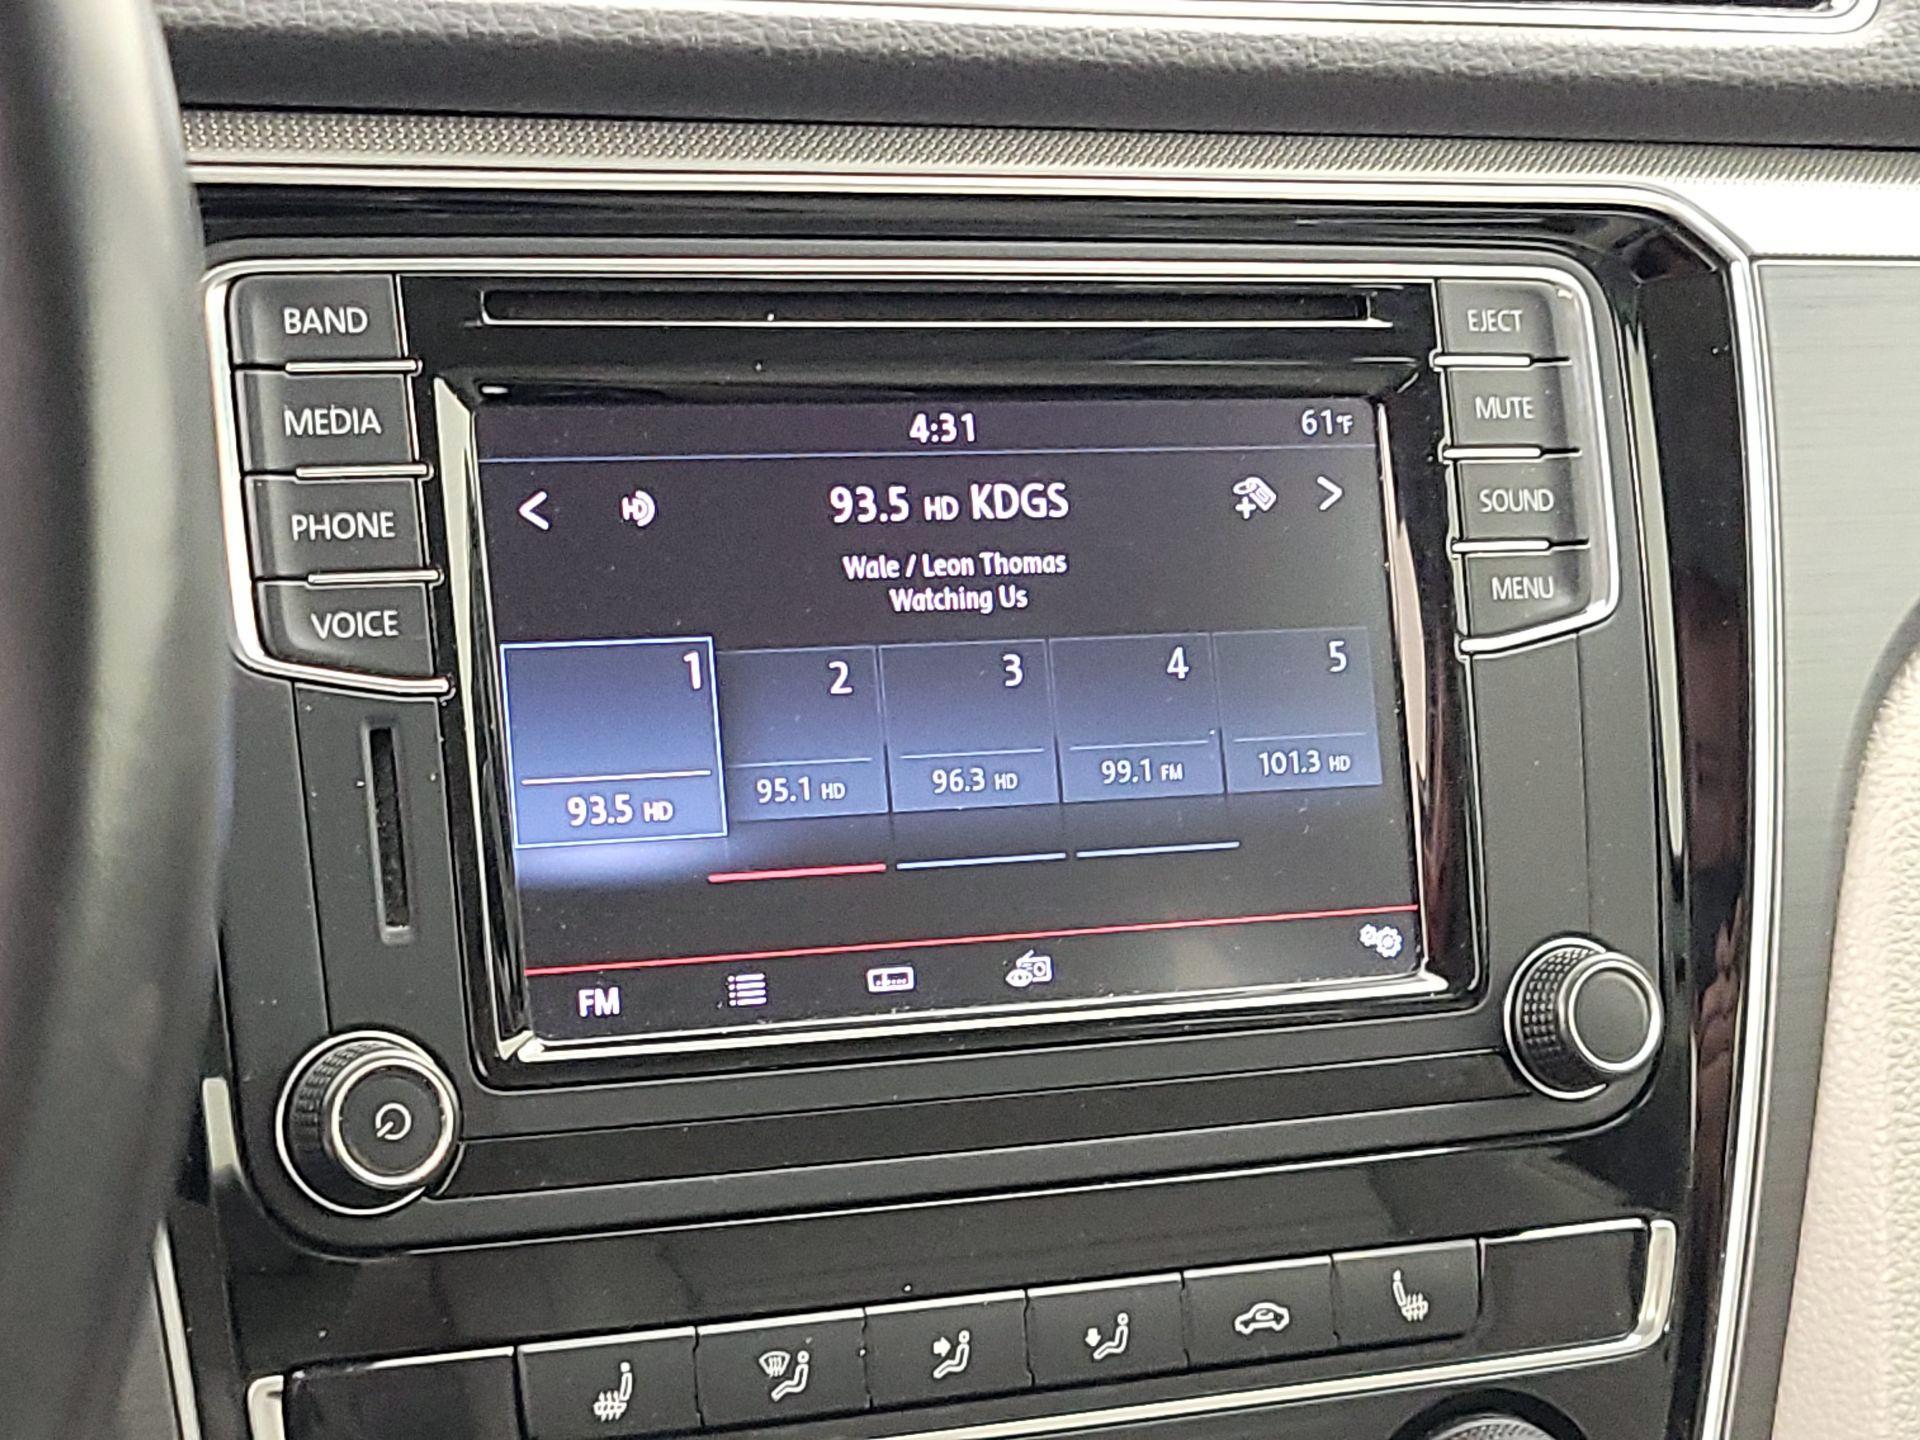 BAND
MEDIA
PHONE
VOICE
EJECT
MUTE
SOUND
MENU
4:31
61°F
HD
93.5 HD KDGS
Wale / Leon Thomas
Watching Us
1
93.5 HD
2
95.1 HD
3
96.3 HD
4
99.1 FM
5
101.3 HD
FM